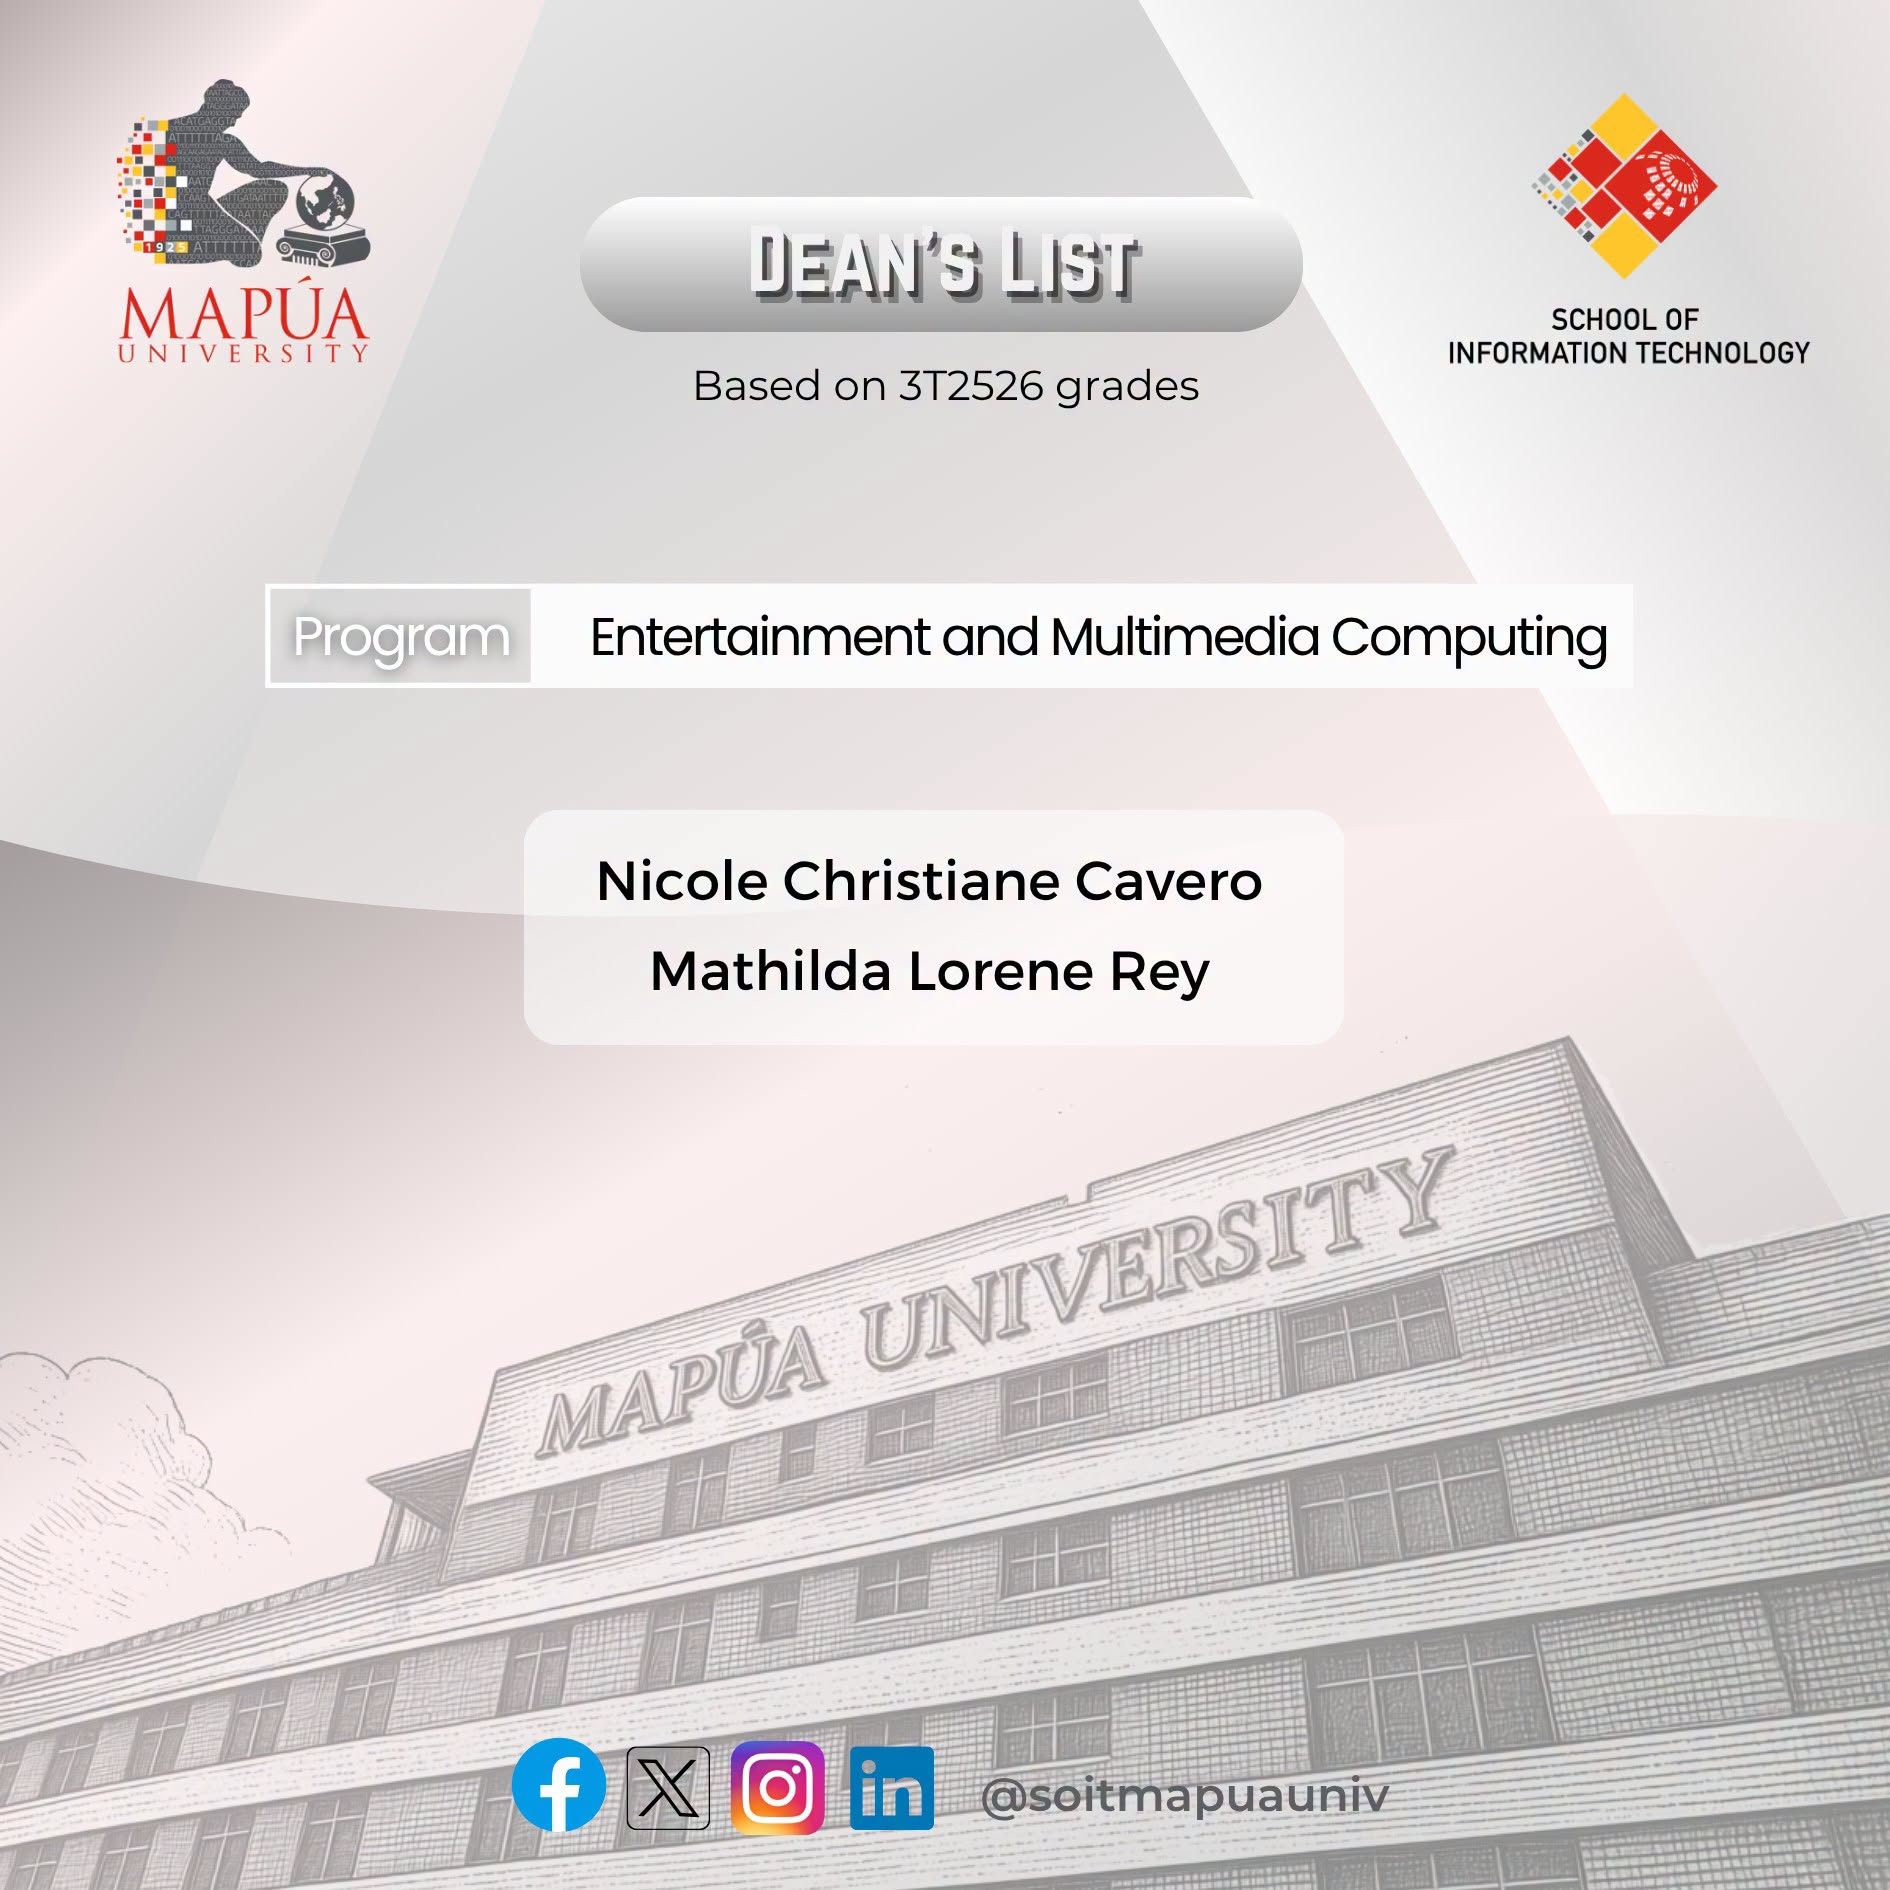 1925
MAPÚA
UNIVERSITY
DEAN'S LIST
Based on 3T2526 grades
SCHOOL OF
INFORMATION TECHNOLOGY
Program
Entertainment and Multimedia Computing
Nicole Christiane Cavero
Mathilda Lorene Rey
MAPÚA UNIVERSITY
@soitmapuauniv